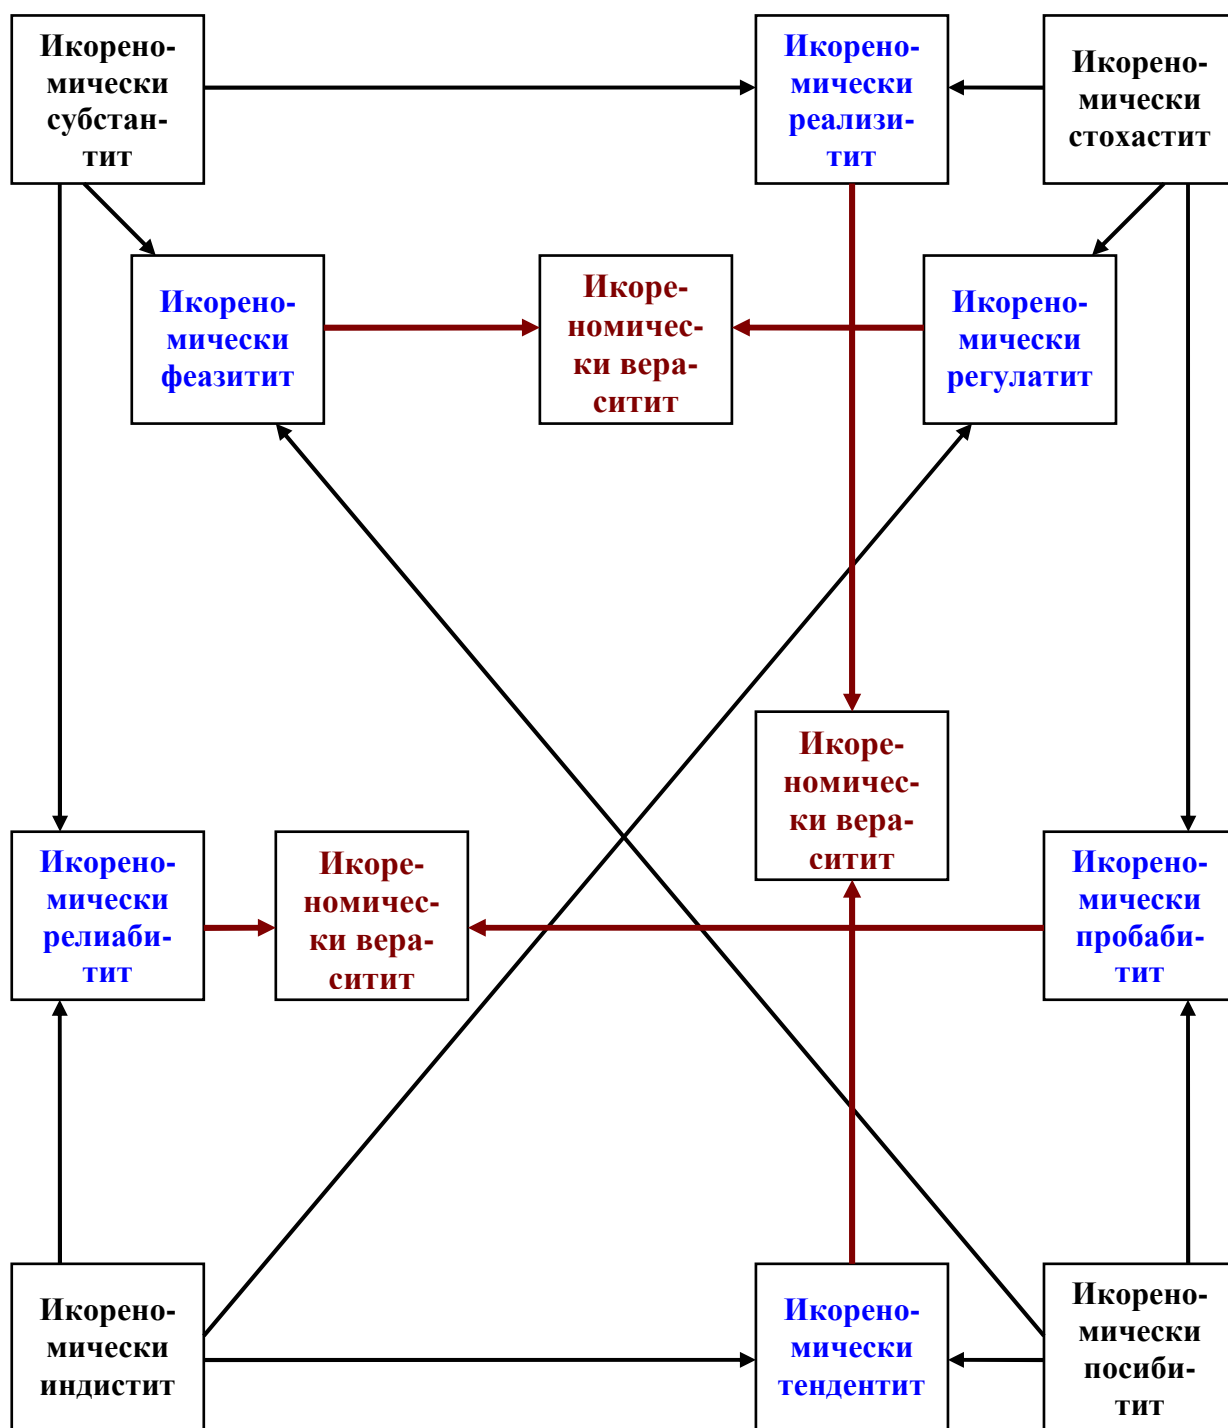 Икорено-
мически
субстан-
тит
Икорено-
мически
реализи-
тит
Икорено-
мически
стохастит
Икорено-
мически
феазитит
Икоре-
номичес-
ки вера-
ситит
Икорено-
мически
регулатит
Икоре-
номичес-
ки вера-
ситит
Икорено-
мически
релиаби-
тит
Икоре-
номичес-
ки вера-
ситит
Икорено-
мически
пробаби-
тит
Икорено-
мически
индистит
Икорено-
мически
тендентит
Икорено-
мически
посиби-
тит